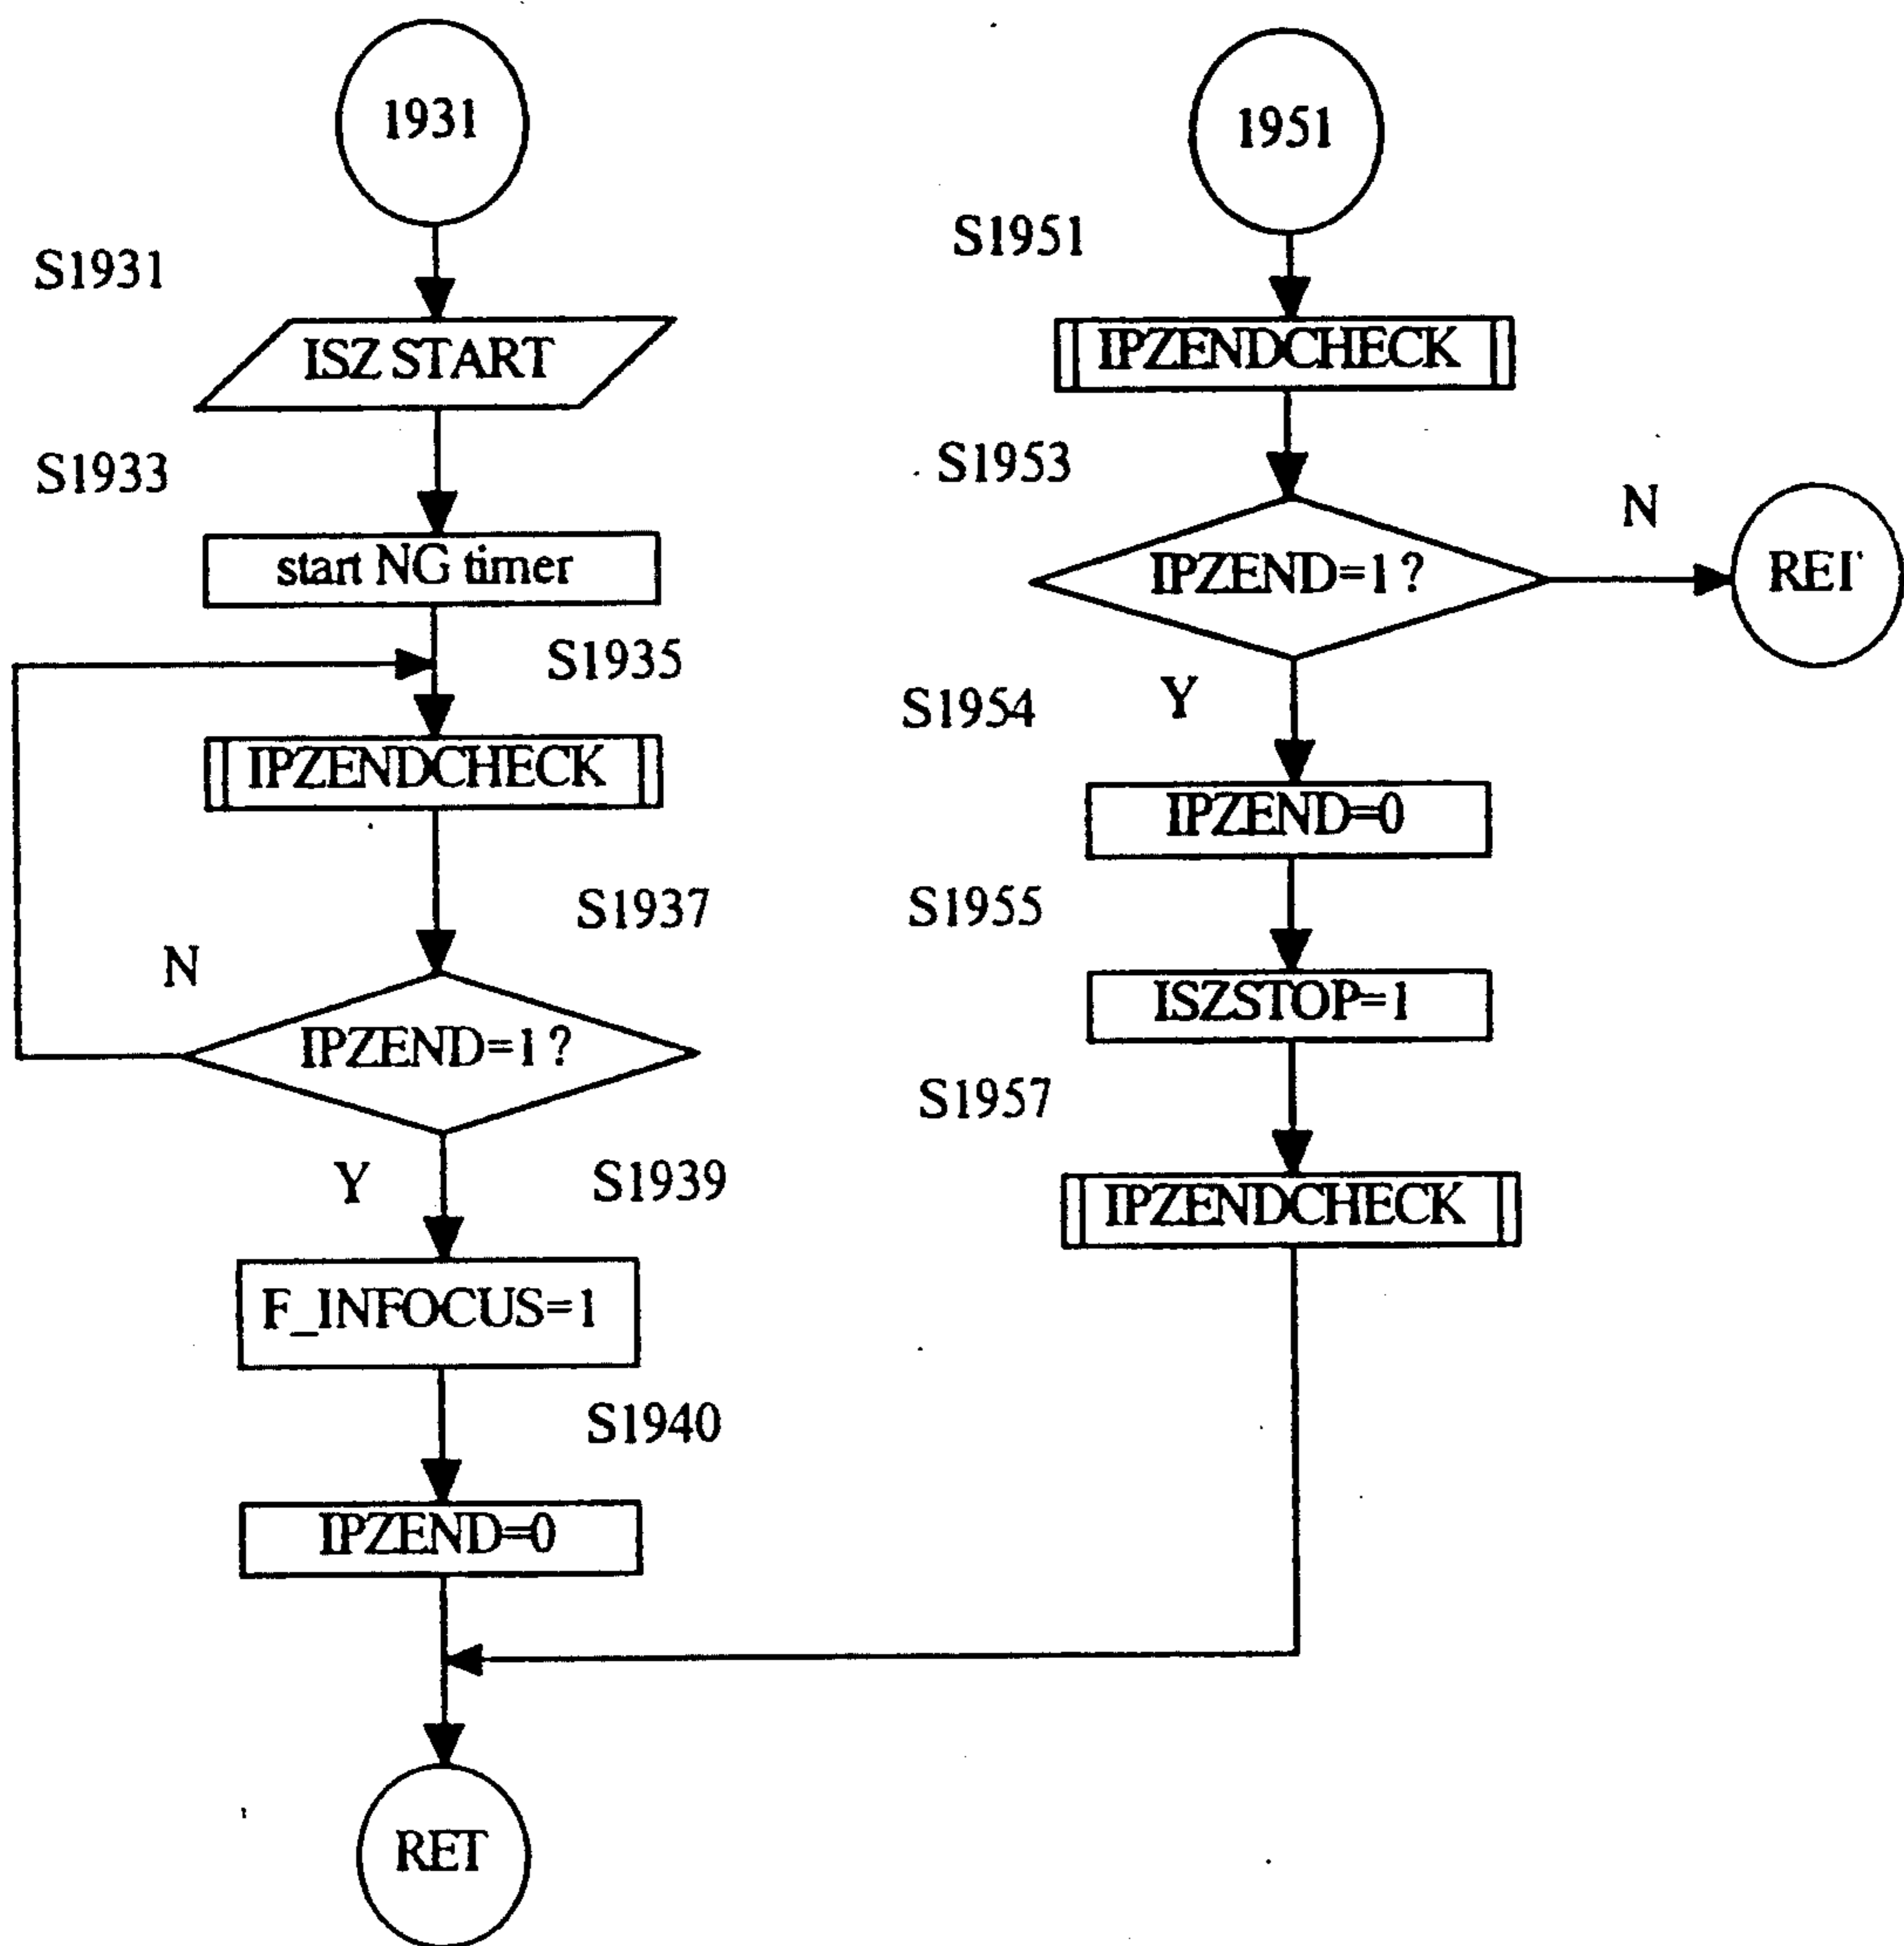 1931
S1931
ISZ START
S1933
start NG timer
S1935
IPZENDCHECK
S1937
N
IPZEND=1 ?
Y
S1939
F_INFOCUS=1
S1940
IPZEND=0
RET
1951
S1951
IPZENDCHECK
S1953
IPZEND=1 ?
N
RET
S1954
Y
IPZEND=0
S1955
ISZSTOP=1
S1957
IPZENDCHECK